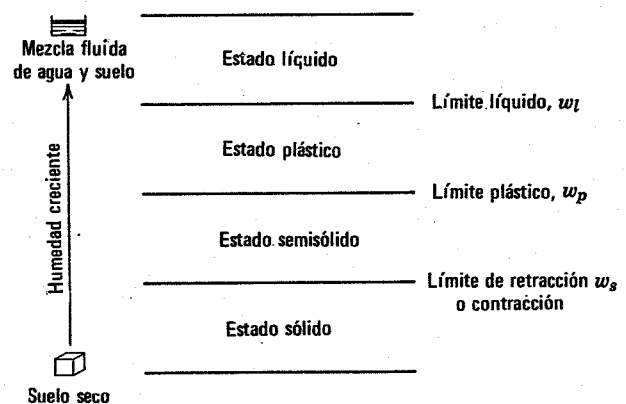 Mezcla fluida
de agua y suelo
Estado líquido
Límite líquido, wl
Estado plástico
Humedad creciente
Límite plástico, wp
Estado semisólido
Límite de retracción ws
o contracción
Estado sólido
Suelo seco